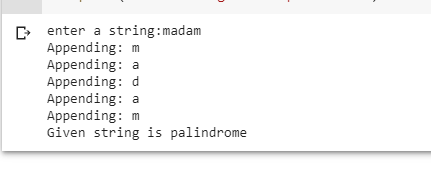 enter a string:madam
Appending: m
Appending: a
Appending: d
Appending: a
Appending: m
Given string is palindrome